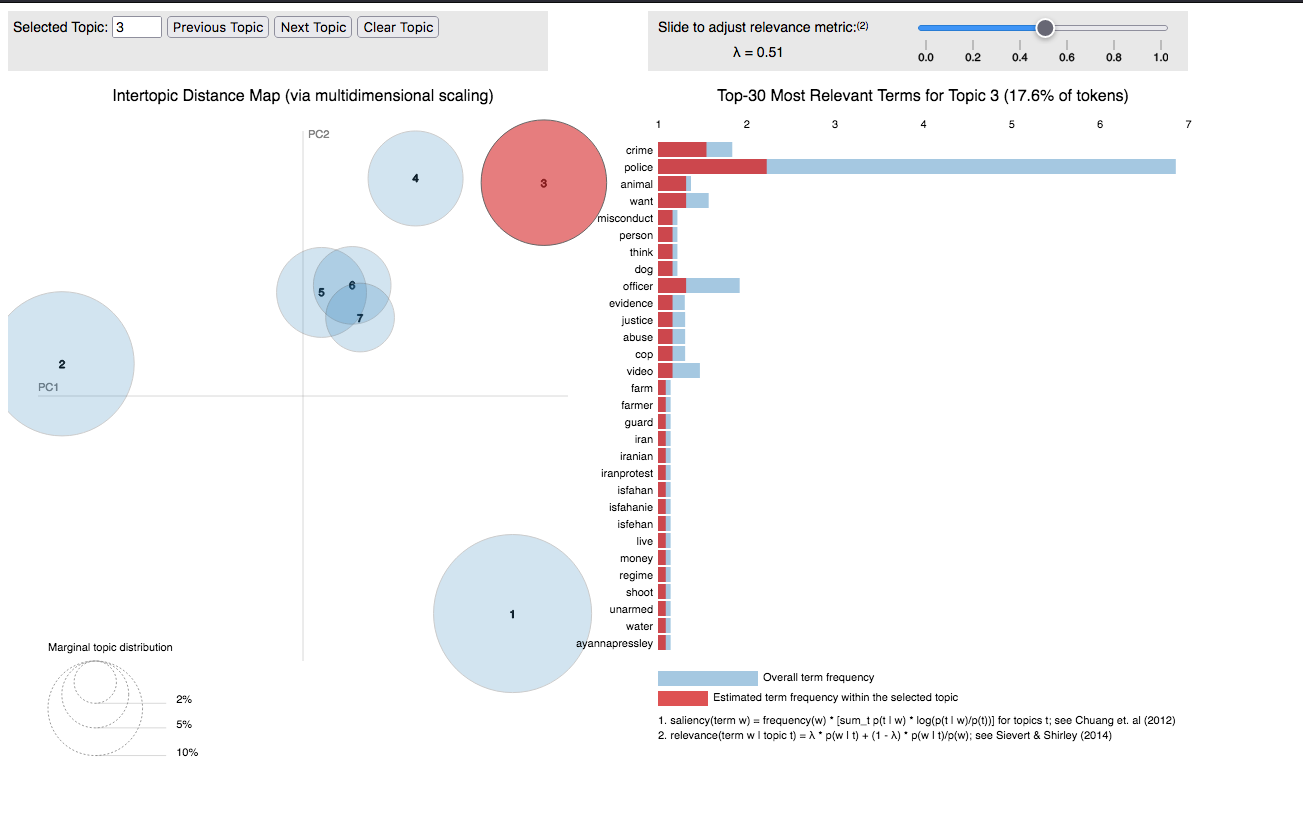 Selected Topic: 3 Previous Topic Next Topic Clear Topic
Slide to adjust relevance metric:(2)
λ = 0.51
0.0 0.2 0.4 0.6 0.8 1.0
Intertopic Distance Map (via multidimensional scaling)
PC2
4
3
5
6
7
2
PC1
1
Marginal topic distribution
2%
5%
10%
Top-30 Most Relevant Terms for Topic 3 (17.6% of tokens)
1 2 3 4 5 6 7
crime
police
animal
want
misconduct
person
think
dog
officer
evidence
justice
abuse
cop
video
farm
farmer
guard
iran
iranian
iranprotest
isfahan
isfahanie
isfehan
live
money
regime
shoot
unarmed
water
ayannapressley
Overall term frequency
Estimated term frequency within the selected topic
1. saliency(term w) = frequency(w) * [sum_t p(t | w) * log(p(t | w)/p(t))] for topics t; see Chuang et. al (2012)
2. relevance(term w | topic t) = λ * p(w | t) + (1 - λ) * p(w | t)/p(w); see Sievert & Shirley (2014)